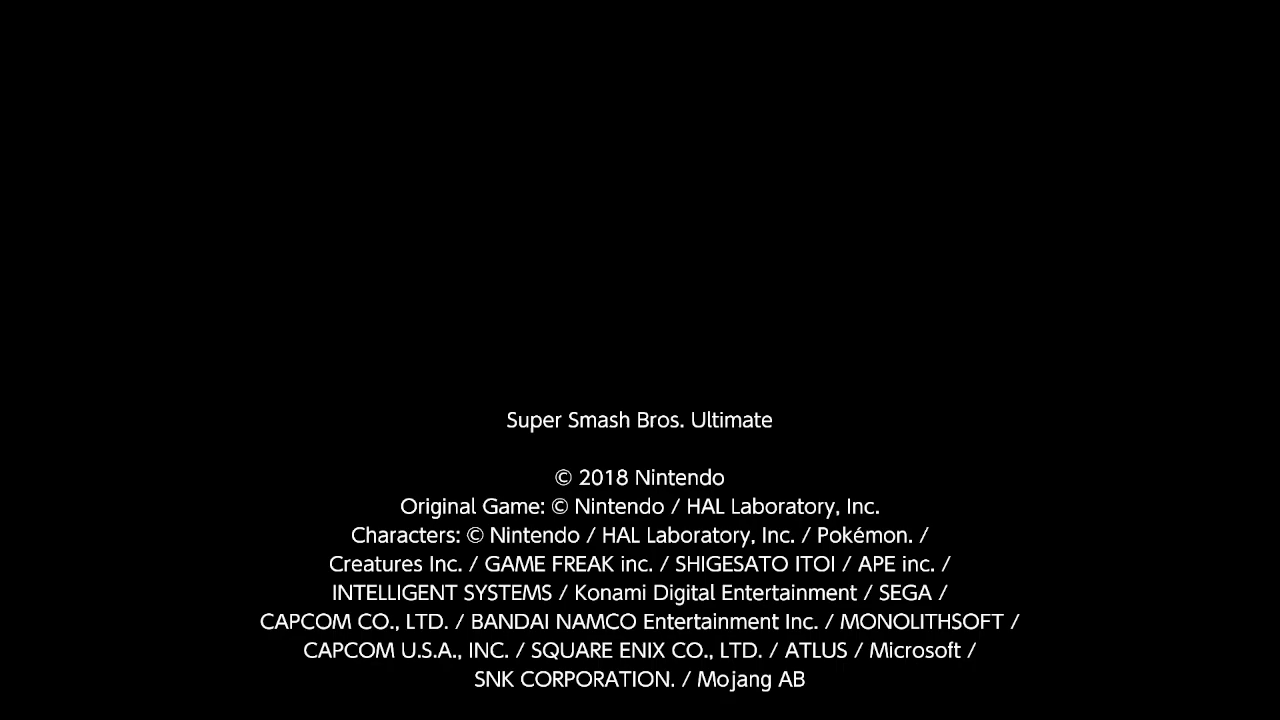 Super Smash Bros. Ultimate
© 2018 Nintendo
Original Game: © Nintendo / HAL Laboratory, Inc.
Characters: © Nintendo / HAL Laboratory, Inc. / Pokémon. /
Creatures Inc. / GAME FREAK inc. / SHIGESATO ITOI / APE inc. /
INTELLIGENT SYSTEMS / Konami Digital Entertainment / SEGA /
CAPCOM CO., LTD. / BANDAI NAMCO Entertainment Inc. / MONOLITHSOFT /
CAPCOM U.S.A., INC. / SQUARE ENIX CO., LTD. / ATLUS / Microsoft /
SNK CORPORATION. / Mojang AB